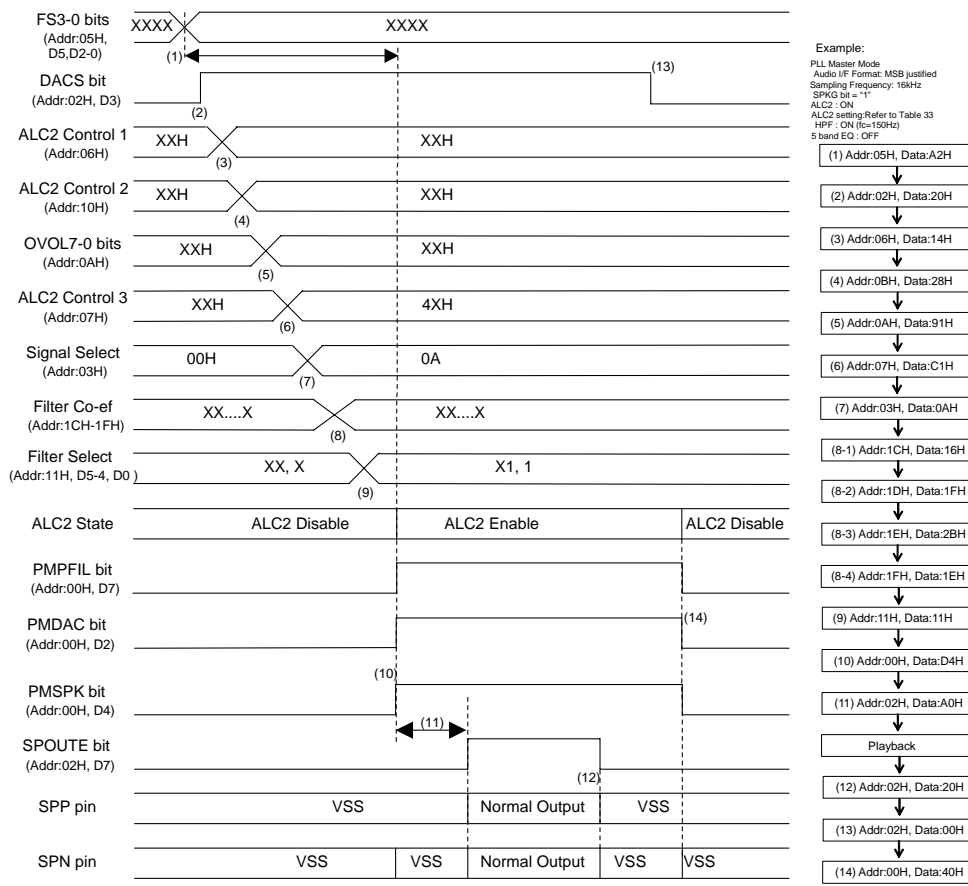 FS3-0 bits
(Addr:05H,
D5,D2-0)
XXXX
XXXX
(1)
DACS bit
(Addr:02H, D3)
(2)
(13)
ALC2 Control 1
(Addr:06H)
XXH
XXH
(3)
ALC2 Control 2
(Addr:10H)
XXH
XXH
(4)
OVOL7-0 bits
(Addr:0AH)
XXH
XXH
(5)
ALC2 Control 3
(Addr:07H)
XXH
4XH
(6)
Signal Select
(Addr:03H)
00H
0A
(7)
Filter Co-ef
(Addr:1CH-1FH)
XX....X
XX....X
(8)
Filter Select
(Addr:11H, D5-4, D0 )
XX, X
X1, 1
(9)
ALC2 State
ALC2 Disable
ALC2 Enable
ALC2 Disable
PMPFIL bit
(Addr:00H, D7)
PMDAC bit
(Addr:00H, D2)
(14)
PMSPK bit
(Addr:00H, D4)
(10)
(11)
SPOUTE bit
(Addr:02H, D7)
(12)
SPP pin
VSS
Normal Output
VSS
SPN pin
VSS
VSS
Normal Output
VSS
VSS
Example:
PLL Master Mode
Audio I/F Format: MSB justified
Sampling Frequency: 16kHz
SPKG bit = “1”
ALC2 : ON
ALC2 setting:Refer to Table 33
HPF : ON (fc=150Hz)
5 band EQ : OFF
(1) Addr:05H, Data:A2H
(2) Addr:02H, Data:20H
(3) Addr:06H, Data:14H
(4) Addr:0BH, Data:28H
(5) Addr:0AH, Data:91H
(6) Addr:07H, Data:C1H
(7) Addr:03H, Data:0AH
(8-1) Addr:1CH, Data:16H
(8-2) Addr:1DH, Data:1FH
(8-3) Addr:1EH, Data:2BH
(8-4) Addr:1FH, Data:1EH
(9) Addr:11H, Data:11H
(10) Addr:00H, Data:D4H
(11) Addr:02H, Data:A0H
Playback
(12) Addr:02H, Data:20H
(13) Addr:02H, Data:00H
(14) Addr:00H, Data:40H